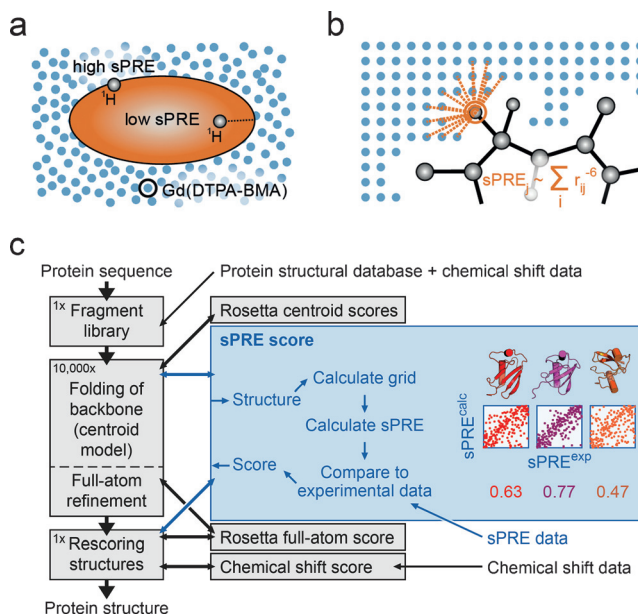 a
high sPRE
¹H
low sPRE
¹H
Gd(DTPA-BMA)
b
sPREⱼ ~ ∑ᵢ rᵢⱼ⁻⁶
c
Protein sequence
Protein structural database + chemical shift data
1x Fragment
library
Rosetta centroid scores
10,000x
Folding of
backbone
(centroid
model)
Full-atom
refinement
sPRE score
Calculate grid
Structure
Calculate sPRE
Score
Compare to
experimental data
sPREᶜᵃˡᶜ
sPREᵉˣᵖ
0.63
0.77
0.47
1x Rescoring
structures
Rosetta full-atom score
sPRE data
Chemical shift score
Chemical shift data
Protein structure